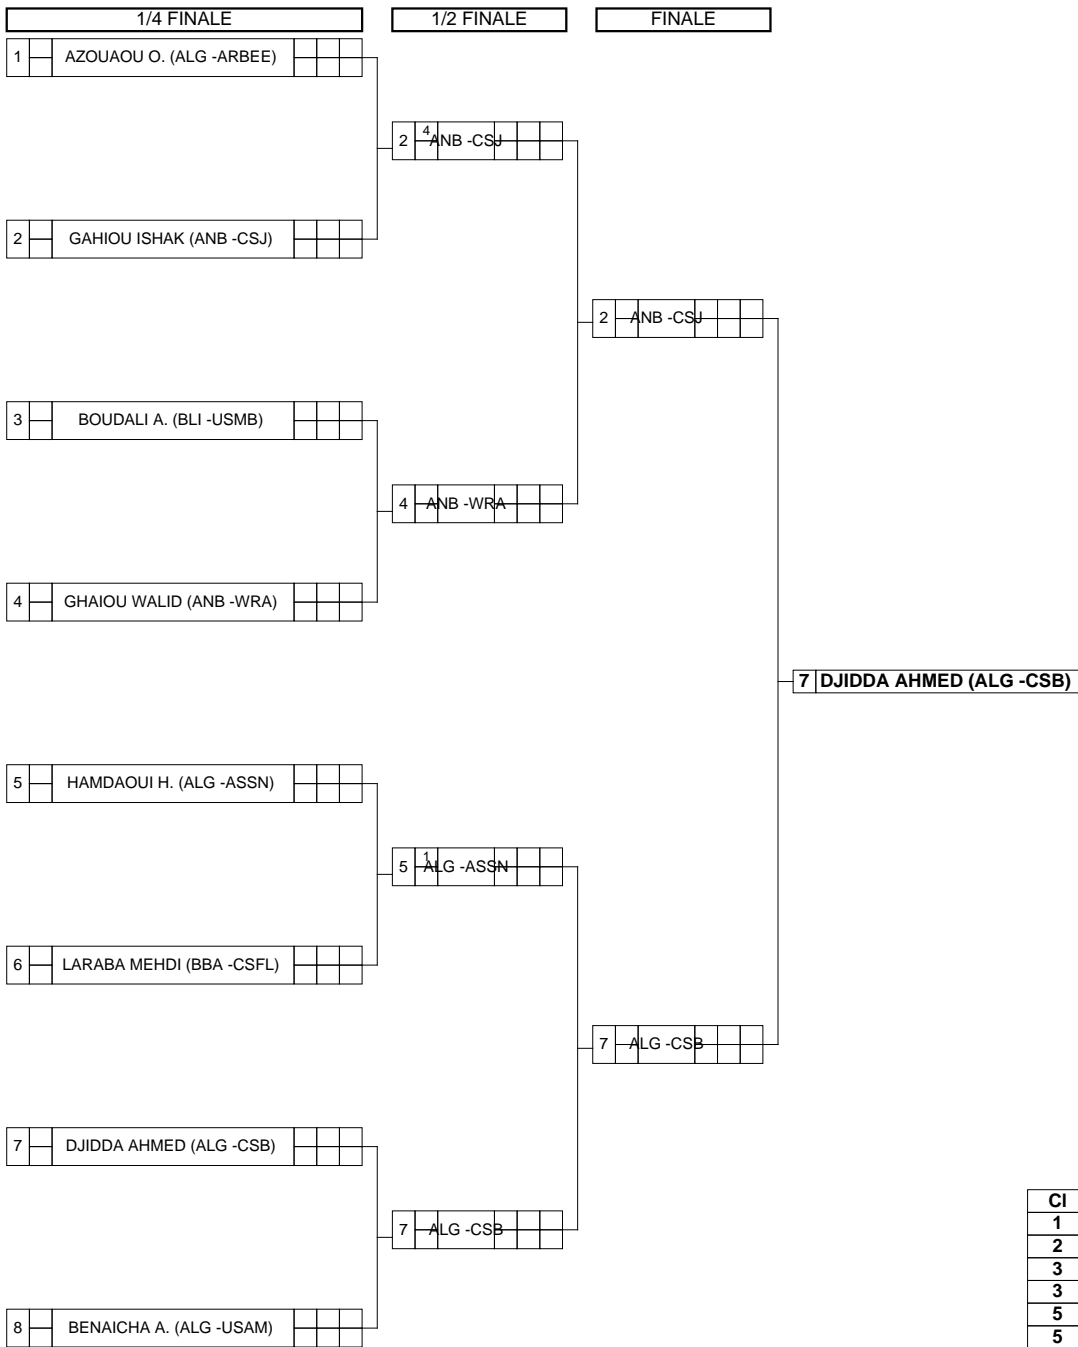 1/4 FINALE 1/2 FINALE FINALE
1 AZOUAOU O. (ALG -ARBEE)
2 4 ANB -CSJ
2 GAHIOU ISHAK (ANB -CSJ)
2 ANB -CSJ
3 BOUDALI A. (BLI -USMB)
4 ANB -WRA
4 GHAIOU WALID (ANB -WRA)
7 DJIDDA AHMED (ALG -CSB)
5 HAMDAOUI H. (ALG -ASSN)
5 1 ALG -ASSN
6 LARABA MEHDI (BBA -CSFL)
7 ALG -CSB
7 DJIDDA AHMED (ALG -CSB)
7 ALG -CSB
8 BENAICHA A. (ALG -USAM)
Cl
1
2
3
3
5
5